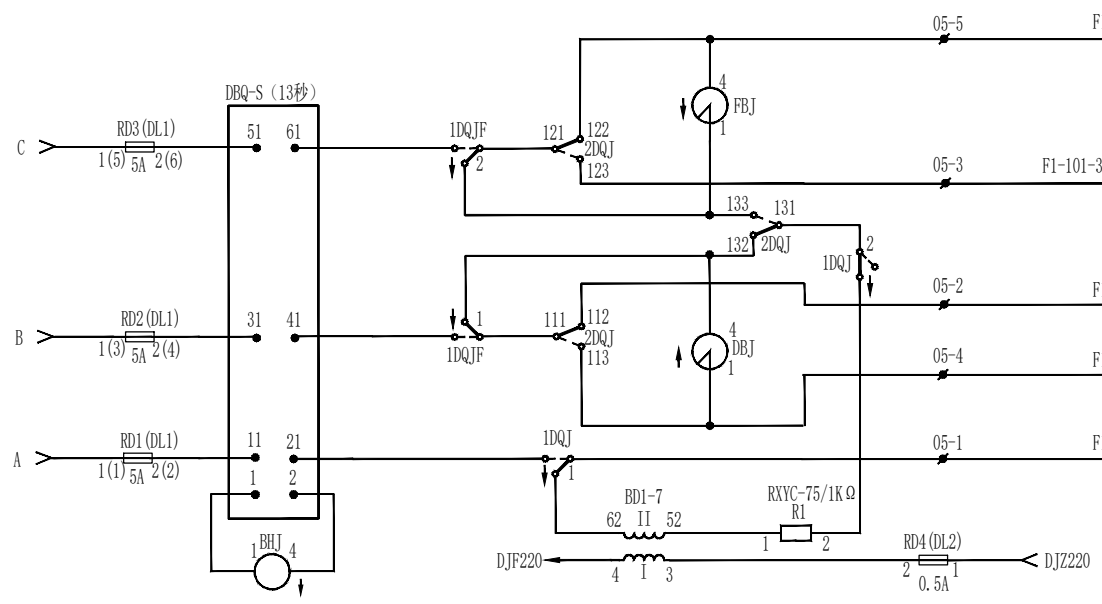 05-5
F
DBQ-S（13秒）
4
FBJ
1
RD3(DL1)
C
1(5) 5A 2(6)
51
61
1DQJF
2
121
122
2DQJ
123
05-3
F1-101-3
133
131
132
2DQJ
2
1DQJ
05-2
F
RD2(DL1)
B
1(3) 5A 2(4)
31
41
1
1DQJF
111
112
2DQJ
113
4
DBJ
1
05-4
F
RD1(DL1)
A
1(1) 5A 2(2)
11
21
1DQJ
1
05-1
F
1
2
BD1-7
62 II 52
RXYC-75/1KΩ
R1
1 2
BHJ
1 4
DJF220
4 I 3
RD4(DL2)
2 1
0.5A
DJZ220